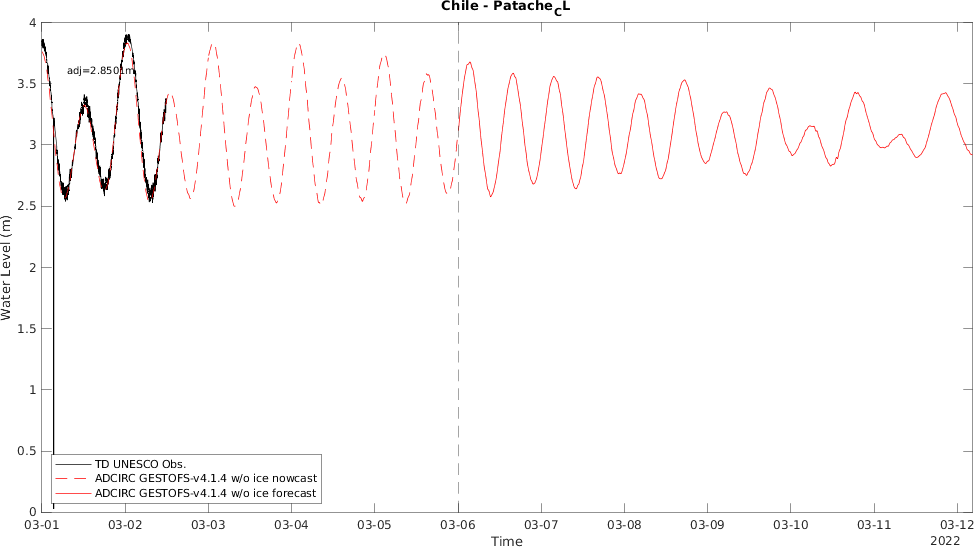 Chile - Patache_CL
adj=2.8501m
4
3.5
3
2.5
2
1.5
1
0.5
0
Water Level (m)
TD UNESCO Obs.
ADCIRC GESTOFS-v4.1.4 w/o ice nowcast
ADCIRC GESTOFS-v4.1.4 w/o ice forecast
03-01 03-02 03-03 03-04 03-05 03-06 03-07 03-08 03-09 03-10 03-11 03-12
Time
2022